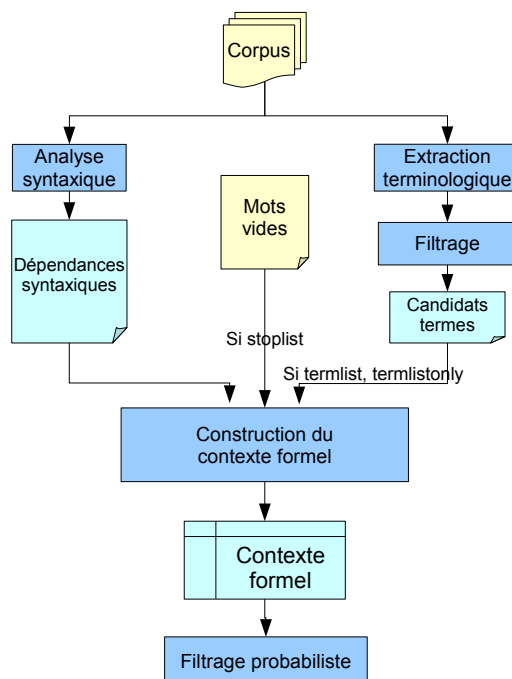 Corpus
Analyse
syntaxique
Extraction
terminologique
Mots
vides
Filtrage
Dépendances
syntaxiques
Candidats
termes
Si stoplist
Si termlist, termlistonly
Construction du
contexte formel
Contexte
formel
Filtrage probabiliste